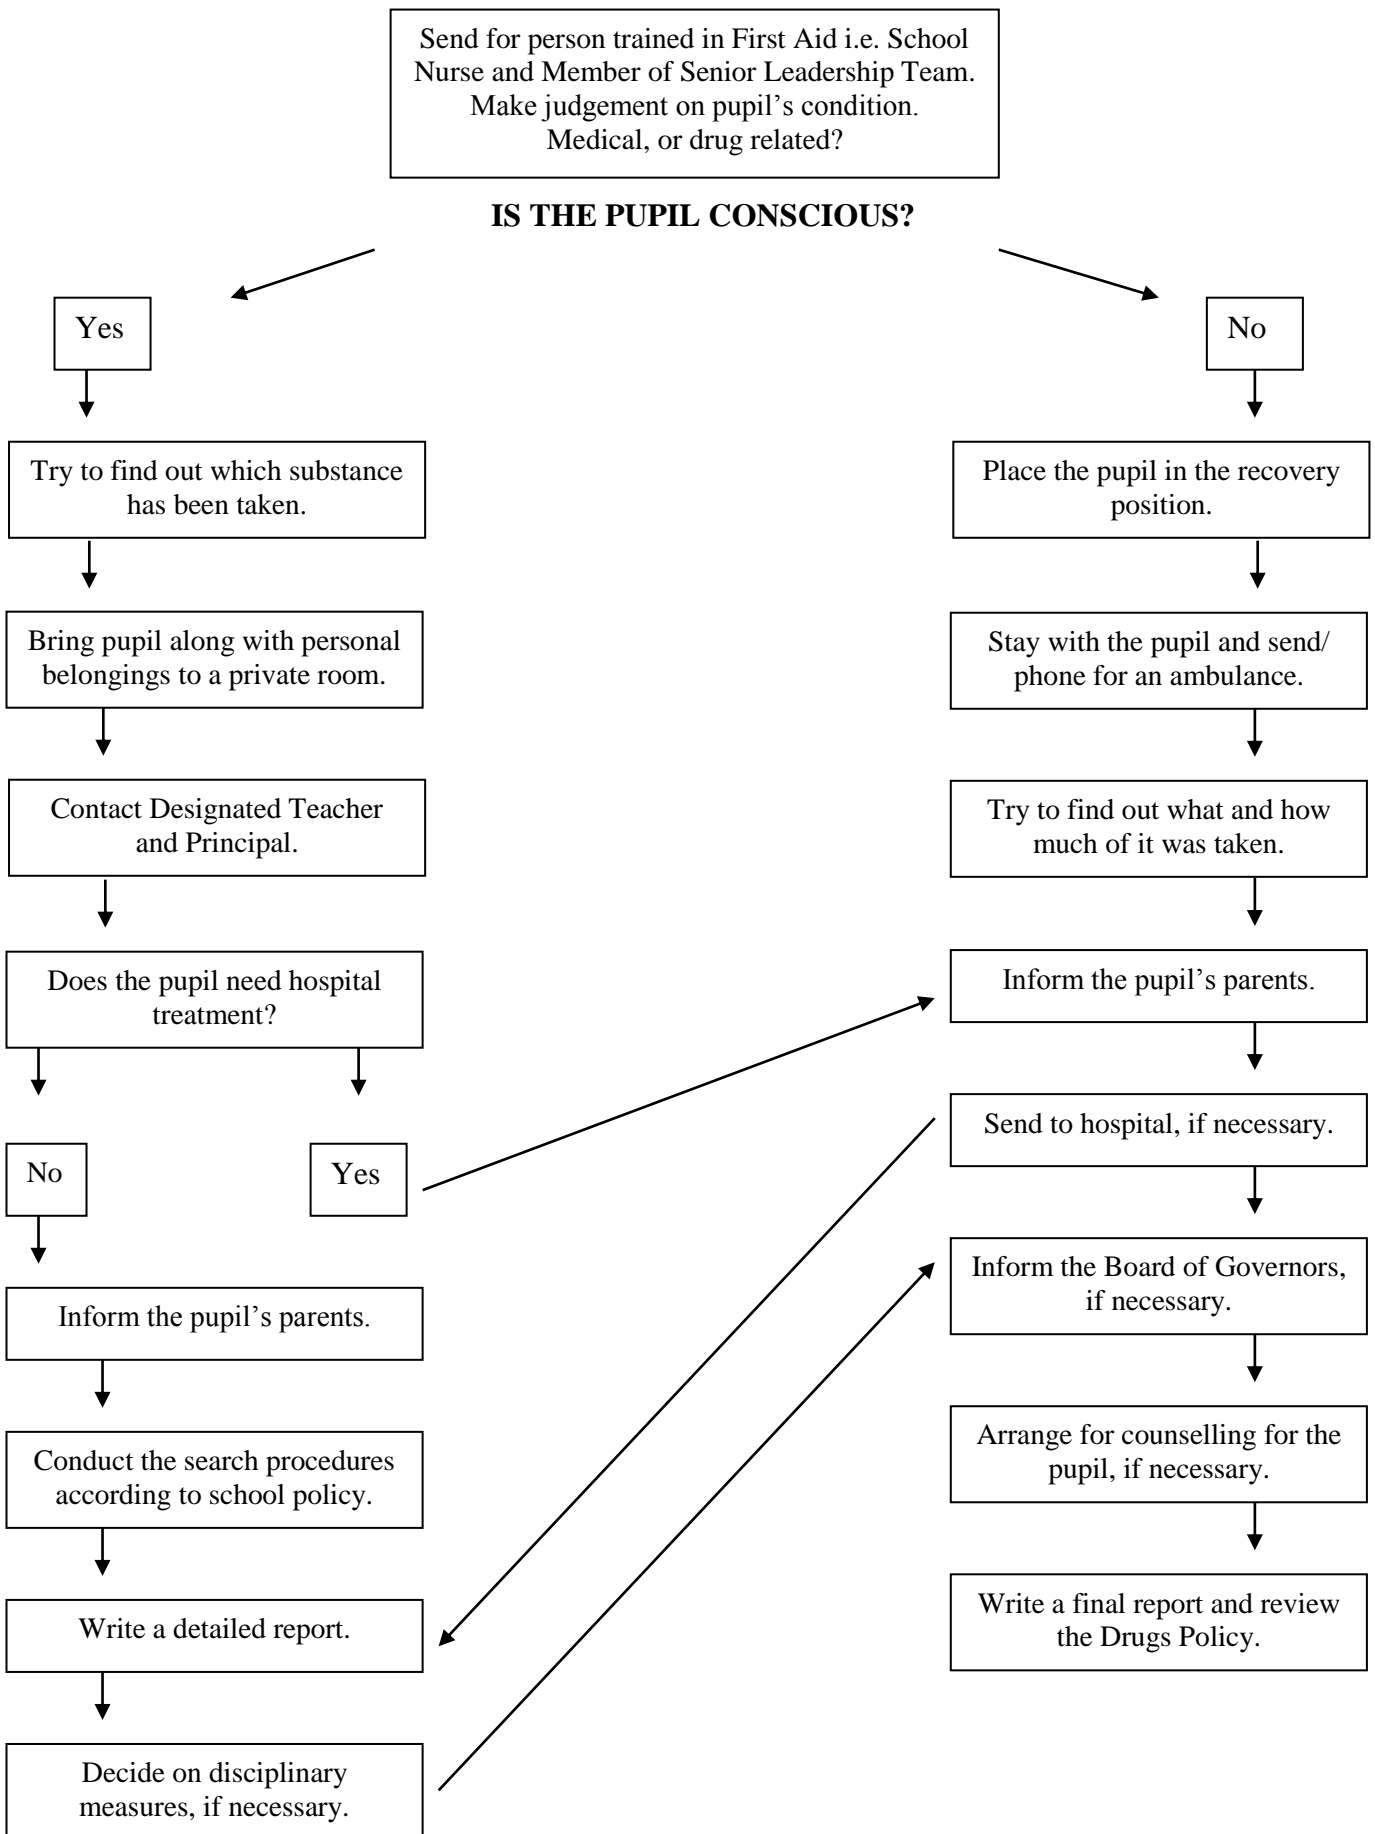 Send for person trained in First Aid i.e. School
Nurse and Member of Senior Leadership Team.
Make judgement on pupil’s condition.
Medical, or drug related?
IS THE PUPIL CONSCIOUS?
Yes
Try to find out which substance
has been taken.
Bring pupil along with personal
belongings to a private room.
Contact Designated Teacher
and Principal.
Does the pupil need hospital
treatment?
No
Yes
Inform the pupil’s parents.
Conduct the search procedures
according to school policy.
Write a detailed report.
Decide on disciplinary
measures, if necessary.
No
Place the pupil in the recovery
position.
Stay with the pupil and send/
phone for an ambulance.
Try to find out what and how
much of it was taken.
Inform the pupil’s parents.
Send to hospital, if necessary.
Inform the Board of Governors,
if necessary.
Arrange for counselling for the
pupil, if necessary.
Write a final report and review
the Drugs Policy.